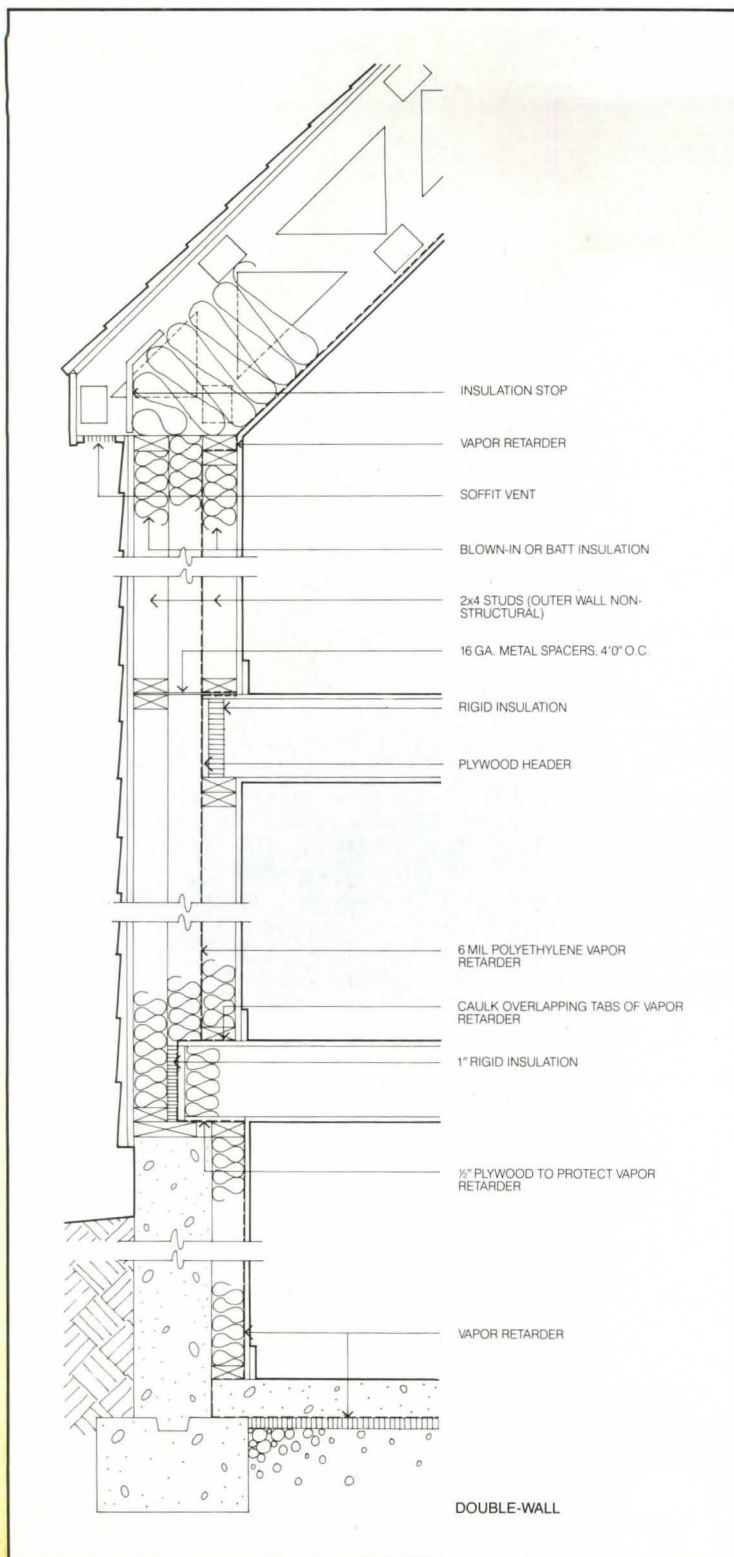 INSULATION STOP
VAPOR RETARDER
SOFFIT VENT
BLOWN-IN OR BATT INSULATION
2x4 STUDS (OUTER WALL NON-
STRUCTURAL)
16 GA. METAL SPACERS, 4'0" O.C.
RIGID INSULATION
PLYWOOD HEADER
6 MIL POLYETHYLENE VAPOR
RETARDER
CAULK OVERLAPPING TABS OF VAPOR
RETARDER
1" RIGID INSULATION
½" PLYWOOD TO PROTECT VAPOR
RETARDER
VAPOR RETARDER
DOUBLE-WALL